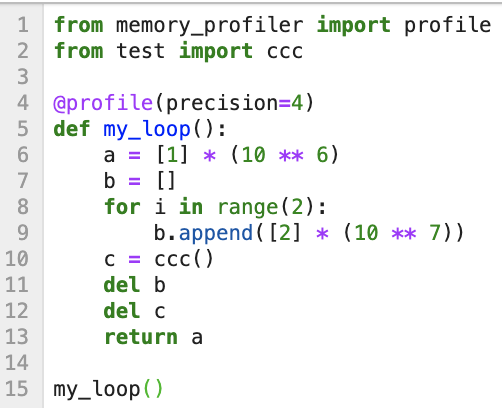 1 from memory_profiler import profile
2 from test import ccc
3
4 @profile(precision=4)
5 def my_loop():
6     a = [1] * (10 ** 6)
7     b = []
8     for i in range(2):
9         b.append([2] * (10 ** 7))
10     c = ccc()
11     del b
12     del c
13     return a
14
15 my_loop()